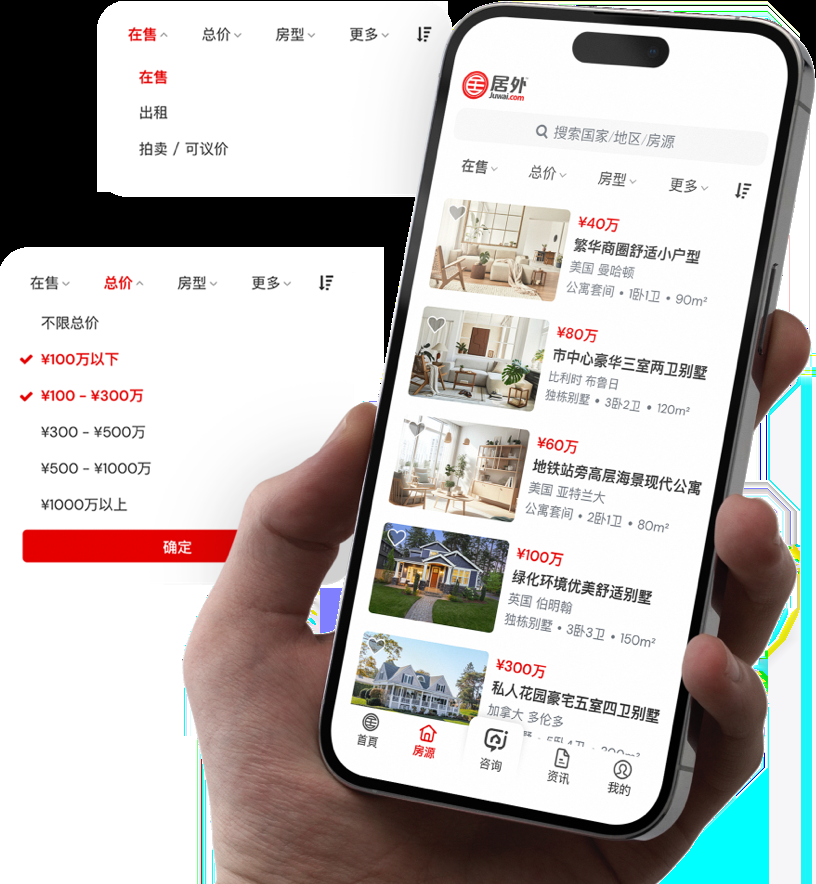 在售 总价 房型 更多
在售
出租
拍卖 / 可议价
在售 总价 房型 更多
不限总价
¥100万以下
¥100 - ¥300万
¥300 - ¥500万
¥500 - ¥1000万
¥1000万以上
确定
居外
Juwai.com
搜索国家/地区/房源
在售 总价 房型 更多
¥40万
繁华商圈舒适小户型
美国 曼哈顿
公寓套间 • 1卧1卫 • 90m²
¥80万
市中心豪华三室两卫别墅
比利时 布鲁日
独栋别墅 • 3卧2卫 • 120m²
¥60万
地铁站旁高层海景现代公寓
美国 亚特兰大
公寓套间 • 2卧1卫 • 80m²
¥100万
绿化环境优美舒适别墅
英国 伯明翰
独栋别墅 • 3卧3卫 • 150m²
¥300万
私人花园豪宅五室四卫别墅
加拿大 多伦多
首頁 房源 咨询 资讯 我的